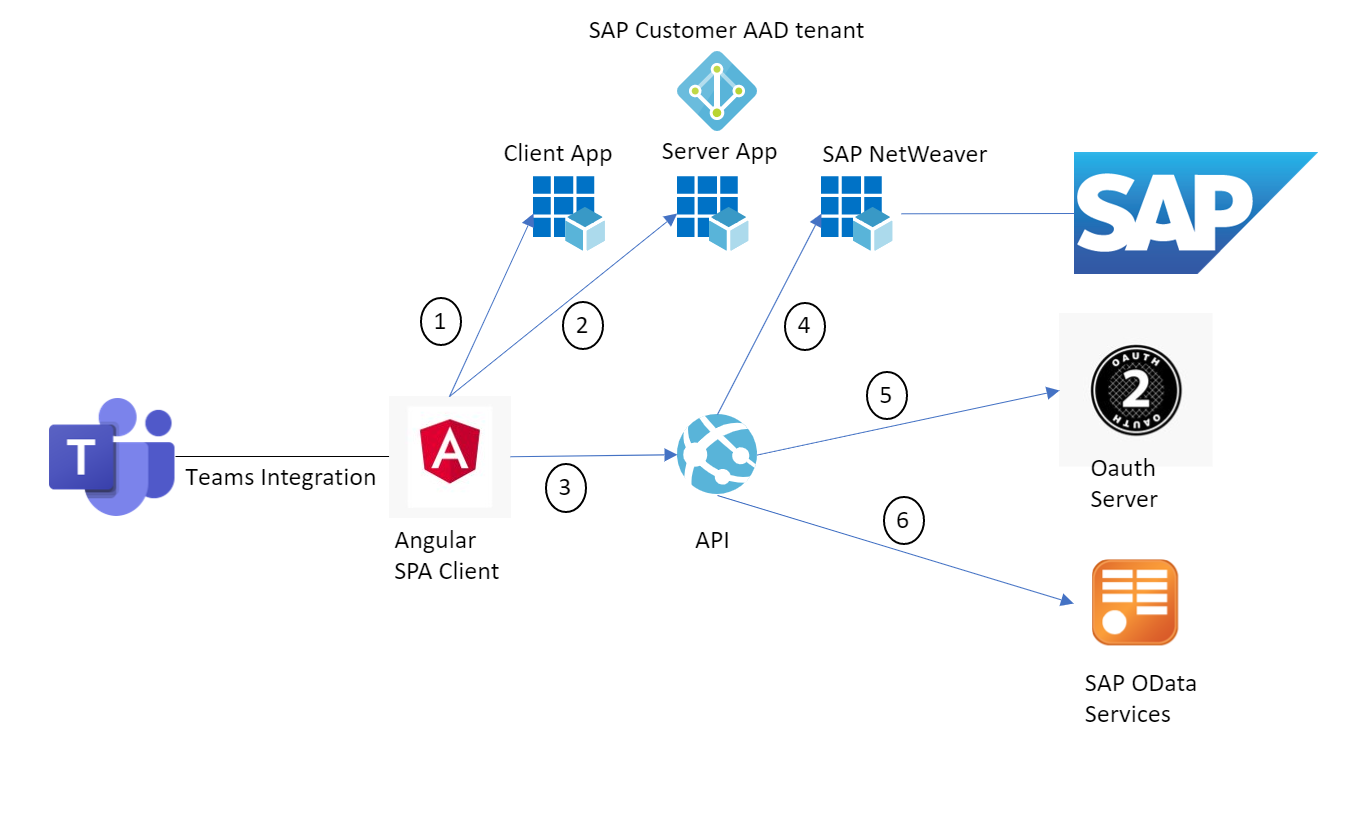 SAP Customer AAD tenant
Client App
Server App
SAP NetWeaver
SAP
1
2
4
OAUTH
2
OAUTH
5
T
Teams Integration
A
3
Oauth
Server
6
Angular
SPA Client
API
SAP OData
Services